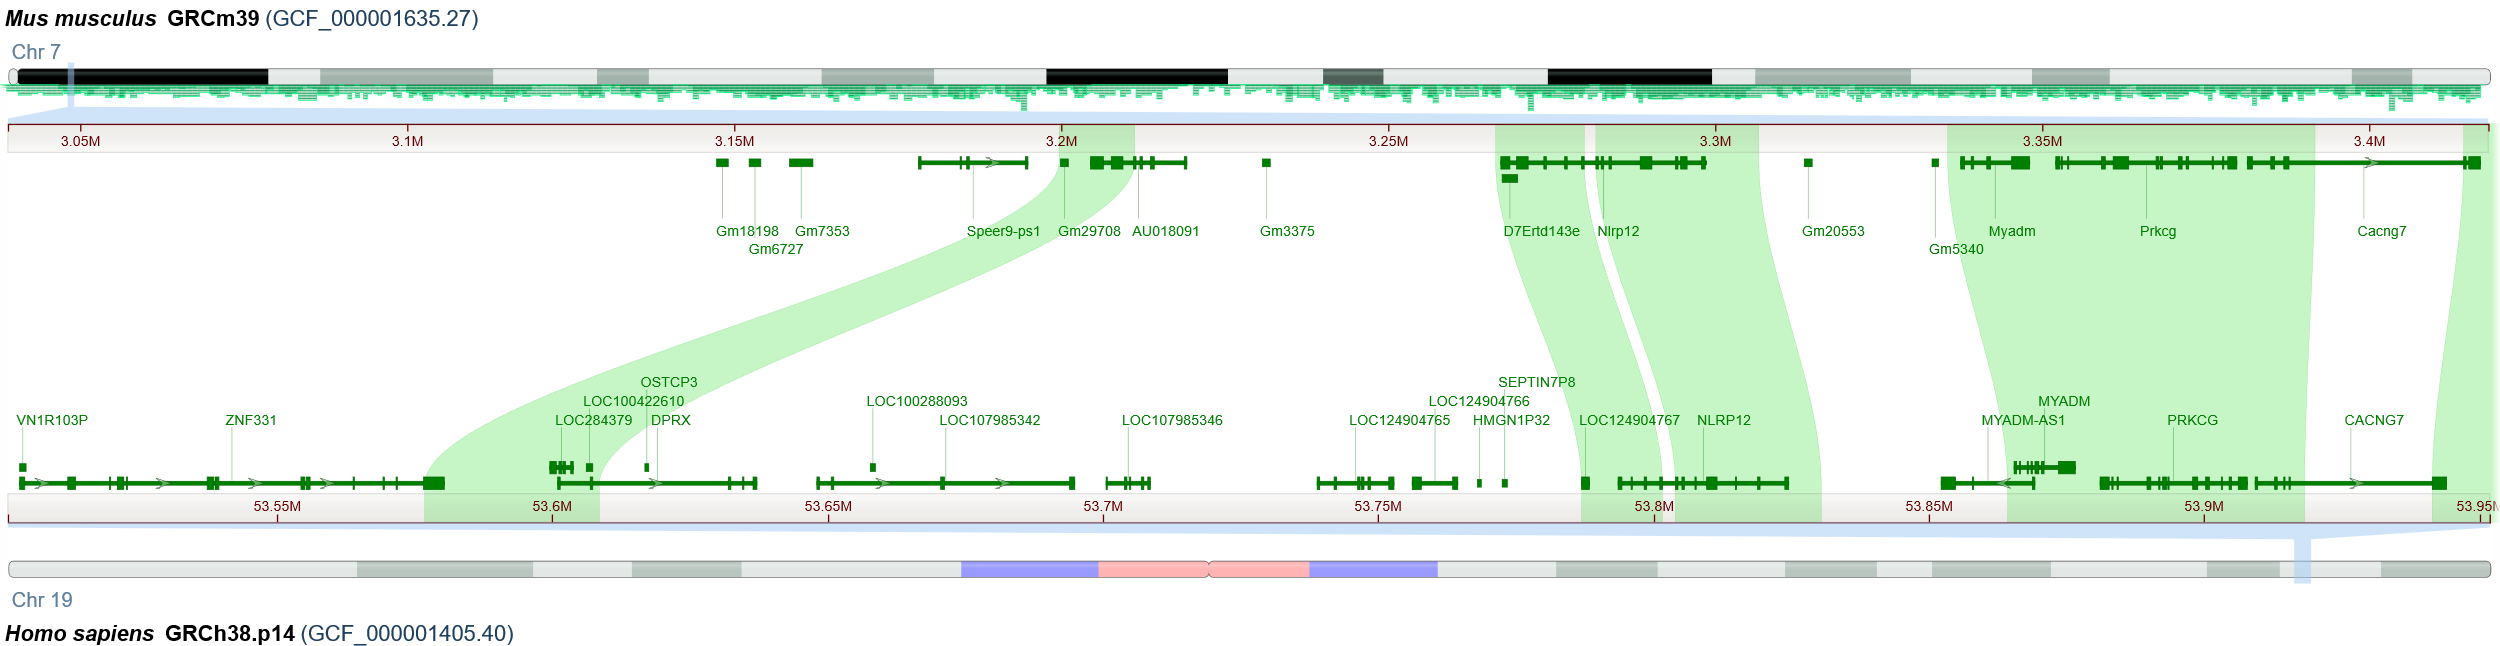 Mus musculus GRCm39 (GCF_000001635.27)
Chr 7
3.05M 3.1M 3.15M 3.2M 3.25M 3.3M 3.35M 3.4M
Gm18198 Gm7353 Speer9-ps1 Gm29708 AU018091 Gm3375 D7Ertd143e Nlrp12 Gm20553 Myadm Prkcg Cacng7
Gm6727 Gm5340
OSTCP3 SEPTIN7P8
LOC100422610 LOC100288093 LOC124904766 MYADM
VN1R103P ZNF331 LOC284379 DPRX LOC107985342 LOC107985346 LOC124904765 HMGN1P32 LOC124904767 NLRP12 MYADM-AS1 PRKCG CACNG7
53.55M 53.6M 53.65M 53.7M 53.75M 53.8M 53.85M 53.9M 53.95M
Chr 19
Homo sapiens GRCh38.p14 (GCF_000001405.40)